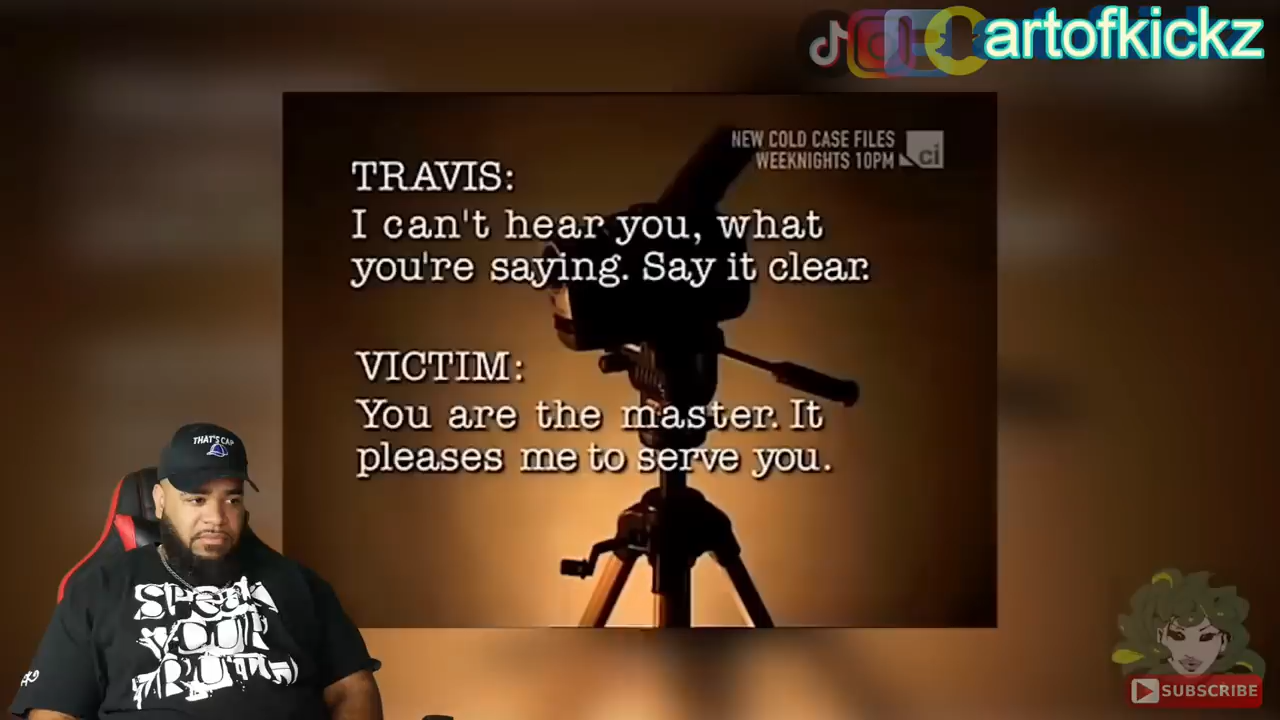 artofkickz
NEW COLD CASE FILES
WEEKNIGHTS 10PM
ci
TRAVIS:
I can't hear you, what
you're saying. Say it clear.
VICTIM:
You are the master. It
pleases me to serve you.
THAT'S CAP
SPEAK
YOUR
TRUTH
SUBSCRIBE